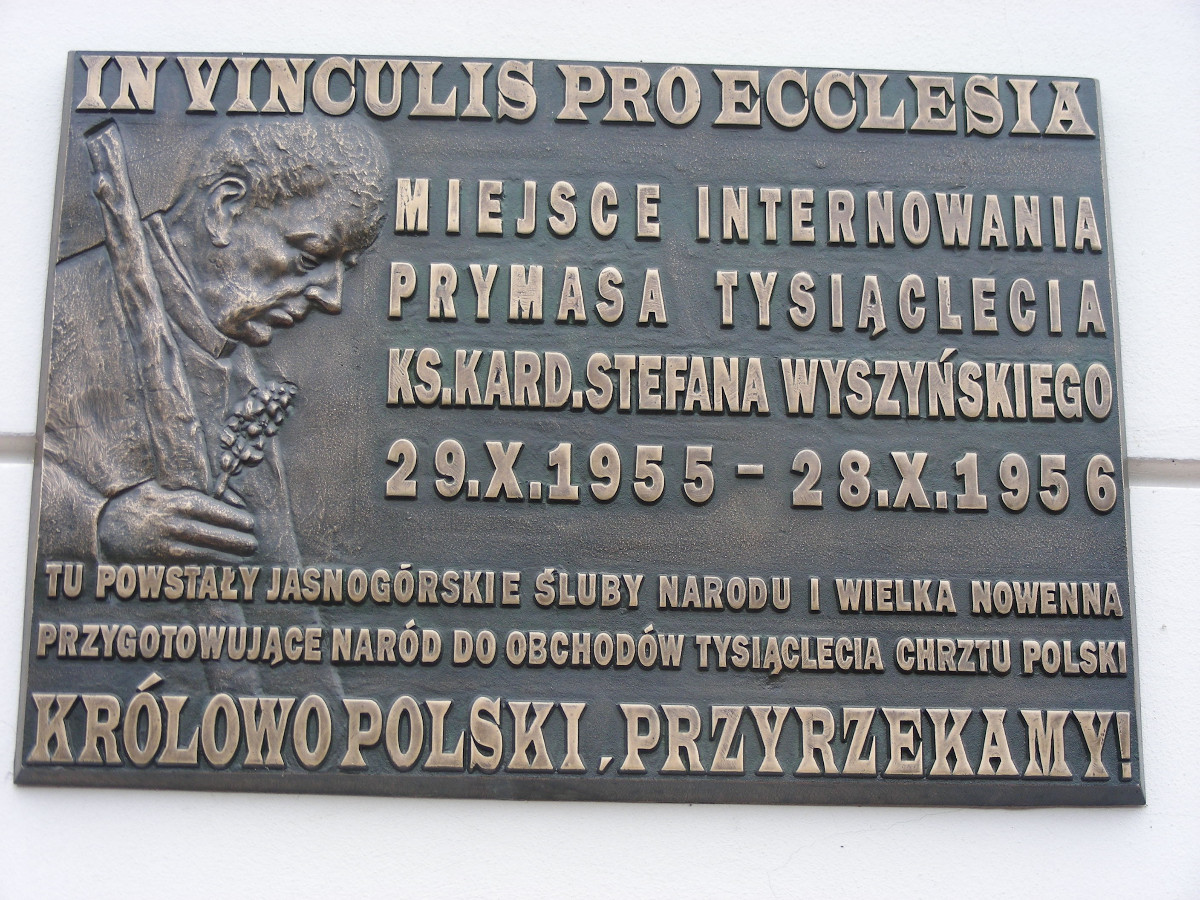 IN VINCULIS PRO ECCLESIA
MIEJSCE INTERNOWANIA
PRYMASA TYSIĄCLECIA
KS.KARD.STEFANA WYSZYŃSKIEGO
29.X.1955 - 28.X.1956
TU POWSTAŁY JASNOGÓRSKIE ŚLUBY NARODU I WIELKA NOWENNA
PRZYGOTOWUJĄCE NARÓD DO OBCHODÓW TYSIĄCLECIA CHRZTU POLSKI
KRÓLOWO POLSKI, PRZYRZEKAMY!